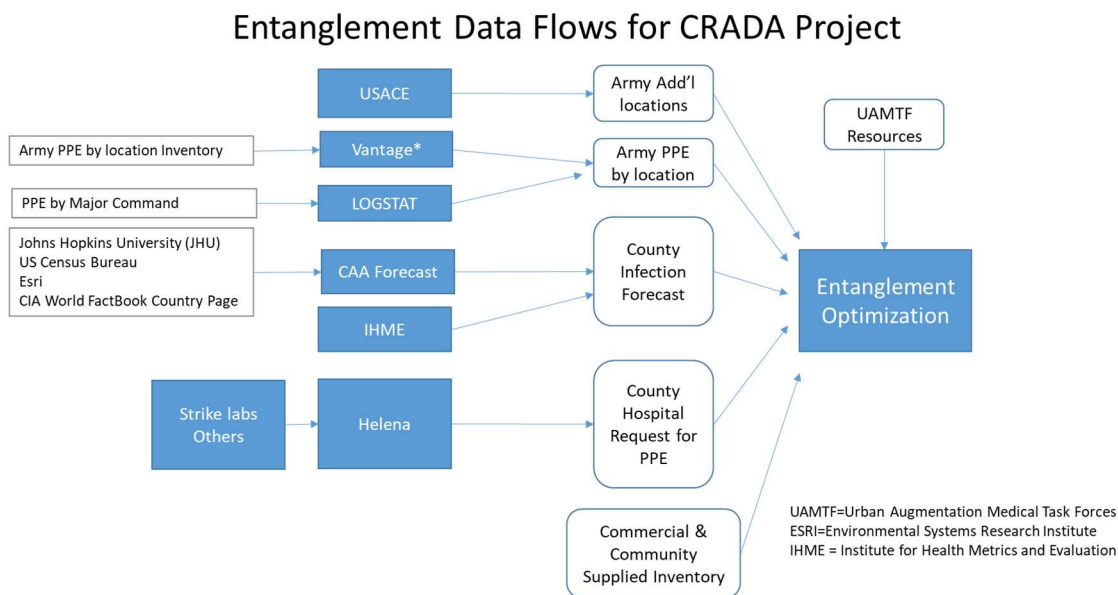 Entanglement Data Flows for CRADA Project
USACE
Army Add'l
locations
UAMTF
Resources
Army PPE by location Inventory
Vantage*
Army PPE
by location
PPE by Major Command
LOGSTAT
Johns Hopkins University (JHU)
US Census Bureau
Esri
CIA World FactBook Country Page
CAA Forecast
County
Infection
Forecast
Entanglement
Optimization
IHME
Strike labs
Others
Helena
County
Hospital
Request for
PPE
Commercial &
Community
Supplied Inventory
UAMTF=Urban Augmentation Medical Task Forces
ESRI=Environmental Systems Research Institute
IHME = Institute for Health Metrics and Evaluation